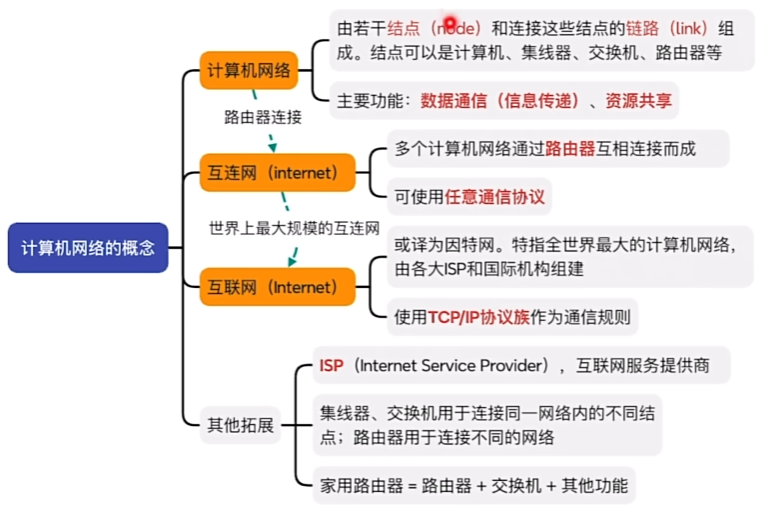 计算机网络的概念
计算机网络
由若干结点（node）和连接这些结点的链路（link）组
成。结点可以是计算机、集线器、交换机、路由器等
主要功能：数据通信（信息传递）、资源共享
路由器连接
互连网（internet）
多个计算机网络通过路由器互相连接而成
可使用任意通信协议
世界上最大规模的互连网
互联网（Internet）
或译为因特网。特指全世界最大的计算机网络，
由各大ISP和国际机构组建
使用TCP/IP协议族作为通信规则
其他拓展
ISP（Internet Service Provider），互联网服务提供商
集线器、交换机用于连接同一网络内的不同结
点；路由器用于连接不同的网络
家用路由器 = 路由器 + 交换机 + 其他功能